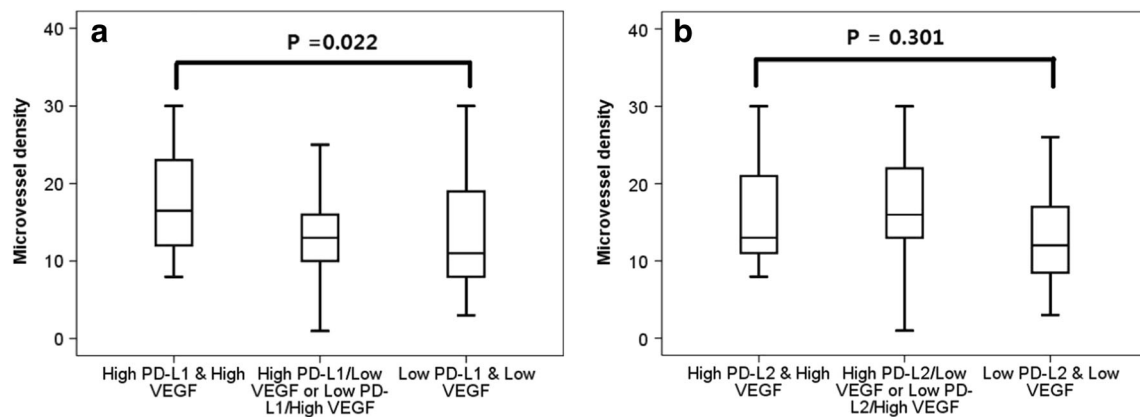 a
P =0.022
Microvessel density
40
30
20
10
0
High PD-L1 & High
VEGF
High PD-L1/Low
VEGF or Low PD-
L1/High VEGF
Low PD-L1 & Low
VEGF
b
P = 0.301
Microvessel density
40
30
20
10
0
High PD-L2 & High
VEGF
High PD-L2/Low
VEGF or Low PD-
L2/High VEGF
Low PD-L2 & Low
VEGF